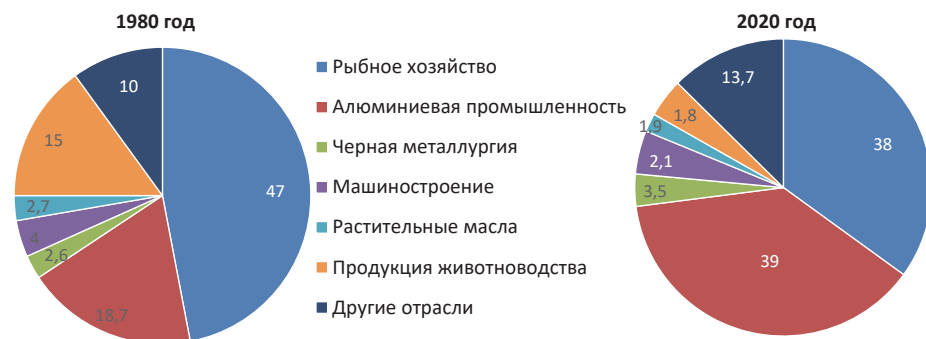 1980 год
10
15
47
2,7
4
2,6
18,7
Рыбное хозяйство
Алюминиевая промышленность
Черная металлургия
Машиностроение
Растительные масла
Продукция животноводства
Другие отрасли
2020 год
13,7
1,8
1,9
38
2,1
3,5
39